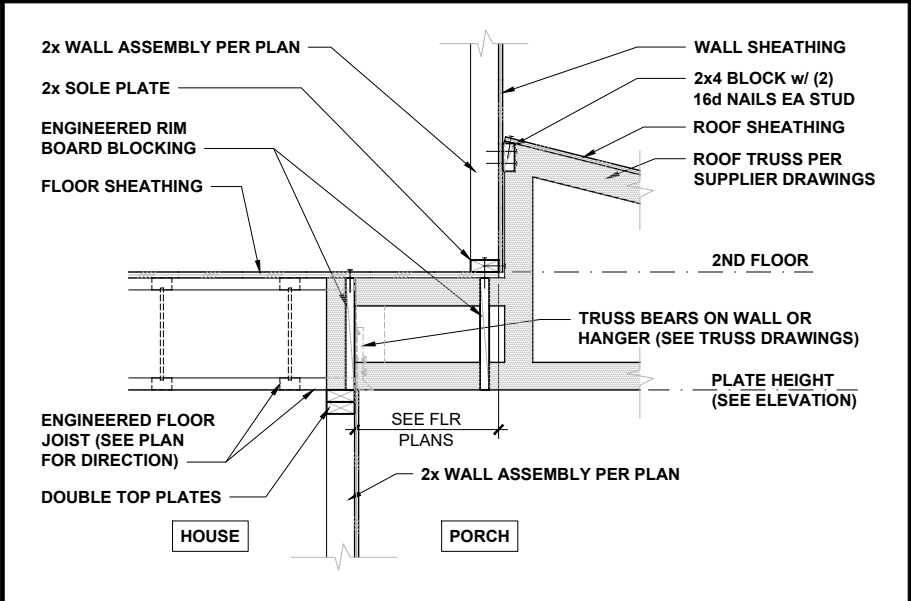 2x WALL ASSEMBLY PER PLAN
2x SOLE PLATE
ENGINEERED RIM
BOARD BLOCKING
FLOOR SHEATHING
WALL SHEATHING
2x4 BLOCK w/ (2)
16d NAILS EA STUD
ROOF SHEATHING
ROOF TRUSS PER
SUPPLIER DRAWINGS
2ND FLOOR
TRUSS BEARS ON WALL OR
HANGER (SEE TRUSS DRAWINGS)
PLATE HEIGHT
(SEE ELEVATION)
ENGINEERED FLOOR
JOIST (SEE PLAN
FOR DIRECTION)
DOUBLE TOP PLATES
SEE FLR
PLANS
2x WALL ASSEMBLY PER PLAN
HOUSE
PORCH